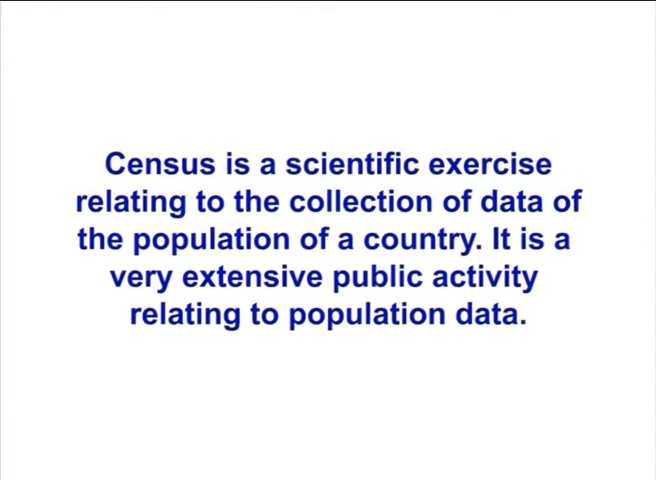 Census is a scientific exercise
relating to the collection of data of
the population of a country. It is a
very extensive public activity
relating to population data.